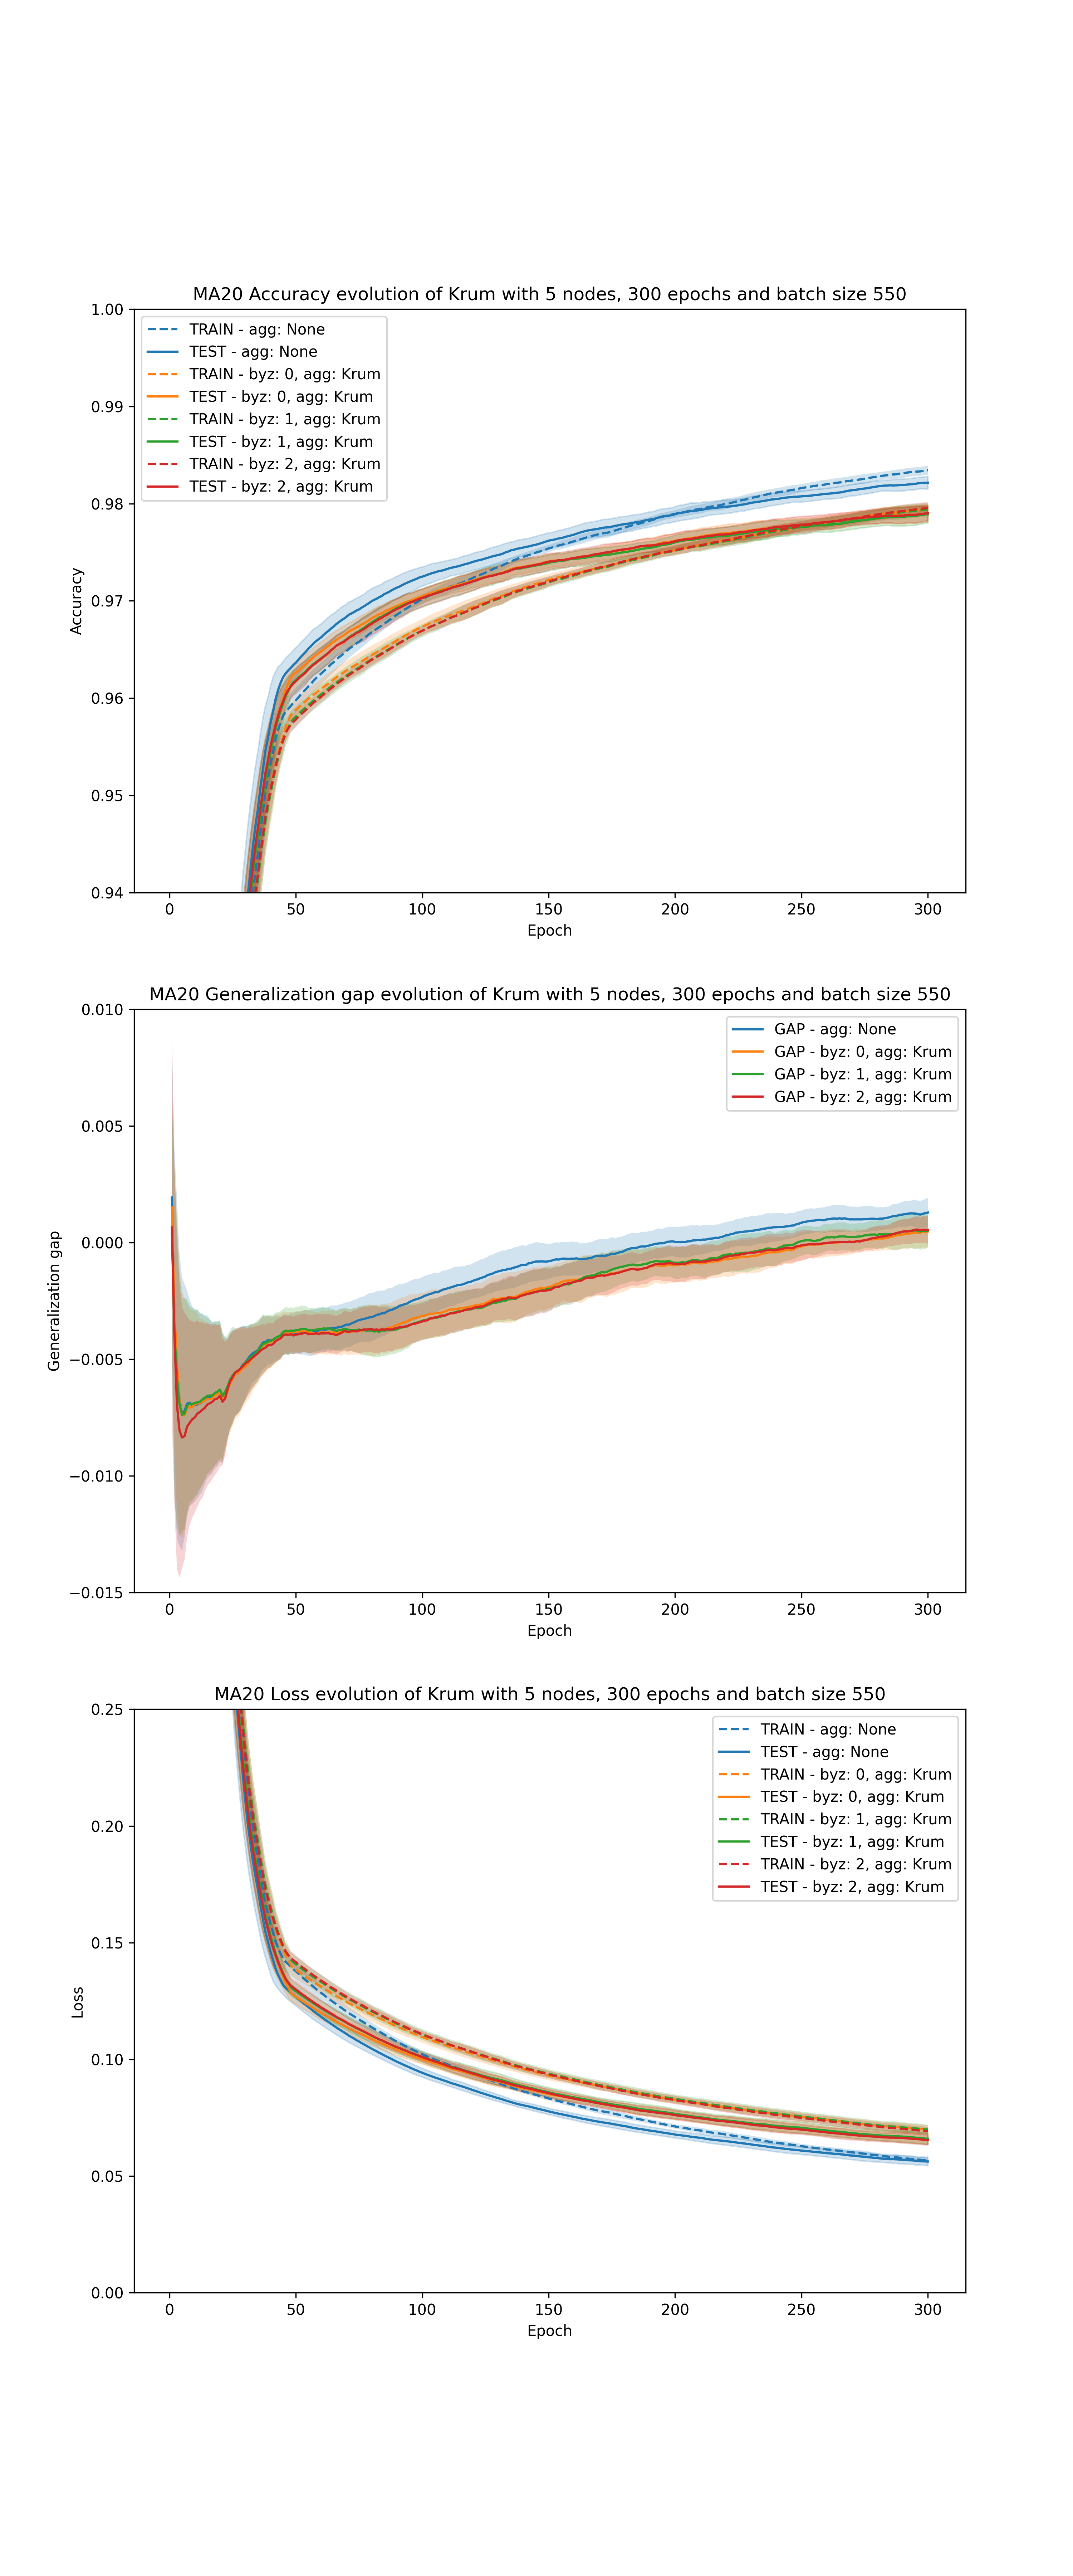 MA20 Accuracy evolution of Krum with 5 nodes, 300 epochs and batch size 550
1.00
0.99
0.98
0.97
0.96
0.95
0.94
Accuracy
TRAIN - agg: None
TEST - agg: None
TRAIN - byz: 0, agg: Krum
TEST - byz: 0, agg: Krum
TRAIN - byz: 1, agg: Krum
TEST - byz: 1, agg: Krum
TRAIN - byz: 2, agg: Krum
TEST - byz: 2, agg: Krum
0 50 100 150 200 250 300
Epoch
MA20 Generalization gap evolution of Krum with 5 nodes, 300 epochs and batch size 550
0.010
0.005
0.000
−0.005
−0.010
−0.015
Generalization gap
GAP - agg: None
GAP - byz: 0, agg: Krum
GAP - byz: 1, agg: Krum
GAP - byz: 2, agg: Krum
0 50 100 150 200 250 300
Epoch
MA20 Loss evolution of Krum with 5 nodes, 300 epochs and batch size 550
0.25
0.20
0.15
0.10
0.05
0.00
Loss
TRAIN - agg: None
TEST - agg: None
TRAIN - byz: 0, agg: Krum
TEST - byz: 0, agg: Krum
TRAIN - byz: 1, agg: Krum
TEST - byz: 1, agg: Krum
TRAIN - byz: 2, agg: Krum
TEST - byz: 2, agg: Krum
0 50 100 150 200 250 300
Epoch